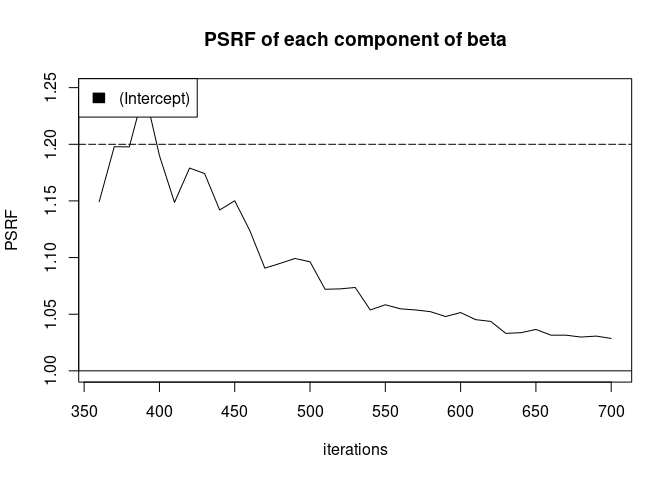 PSRF of each component of beta
(Intercept)
PSRF
1.25
1.20
1.15
1.10
1.05
1.00
350 400 450 500 550 600 650 700
iterations